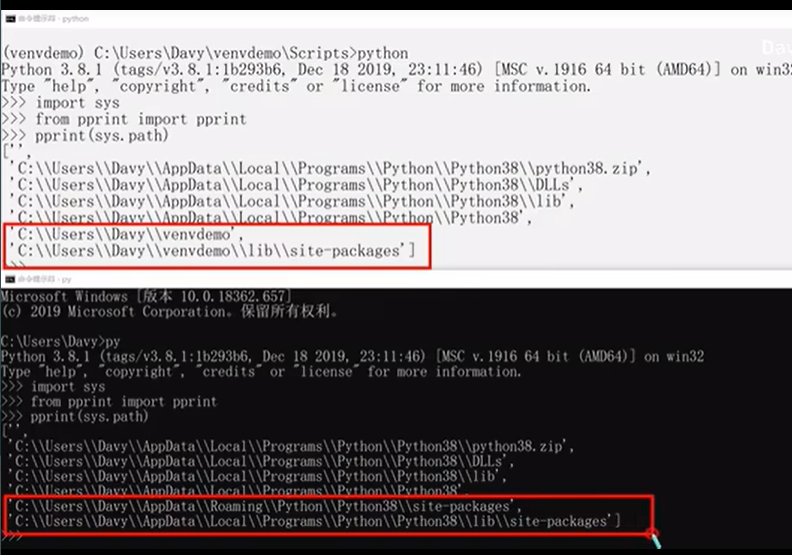 命令提示符 - python
Dav
(venvdemo) C:\Users\Davy\venvdemo\Scripts>python
Python 3.8.1 (tags/v3.8.1:1b293b6, Dec 18 2019, 23:11:46) [MSC v.1916 64 bit (AMD64)] on win32
Type "help", "copyright", "credits" or "license" for more information.
>>> import sys
>>> from pprint import pprint
>>> pprint(sys.path)
['',
'C:\\Users\\Davy\\AppData\\Local\\Programs\\Python\\Python38\\python38.zip',
'C:\\Users\\Davy\\AppData\\Local\\Programs\\Python\\Python38\\DLLs',
'C:\\Users\\Davy\\AppData\\Local\\Programs\\Python\\Python38\\lib',
'C:\\Users\\Davy\\AppData\\Local\\Programs\\Python\\Python38',
'C:\\Users\\Davy\\venvdemo',
'C:\\Users\\Davy\\venvdemo\\lib\\site-packages']
>>>
命令提示符 - py
Microsoft Windows [版本 10.0.18362.657]
(c) 2019 Microsoft Corporation。保留所有权利。
C:\Users\Davy>py
Python 3.8.1 (tags/v3.8.1:1b293b6, Dec 18 2019, 23:11:46) [MSC v.1916 64 bit (AMD64)] on win32
Type "help", "copyright", "credits" or "license" for more information.
>>> import sys
>>> from pprint import pprint
>>> pprint(sys.path)
['',
'C:\\Users\\Davy\\AppData\\Local\\Programs\\Python\\Python38\\python38.zip',
'C:\\Users\\Davy\\AppData\\Local\\Programs\\Python\\Python38\\DLLs',
'C:\\Users\\Davy\\AppData\\Local\\Programs\\Python\\Python38\\lib',
'C:\\Users\\Davy\\AppData\\Local\\Programs\\Python\\Python38',
'C:\\Users\\Davy\\AppData\\Roaming\\Python\\Python38\\site-packages',
'C:\\Users\\Davy\\AppData\\Local\\Programs\\Python\\Python38\\lib\\site-packages']
>>>